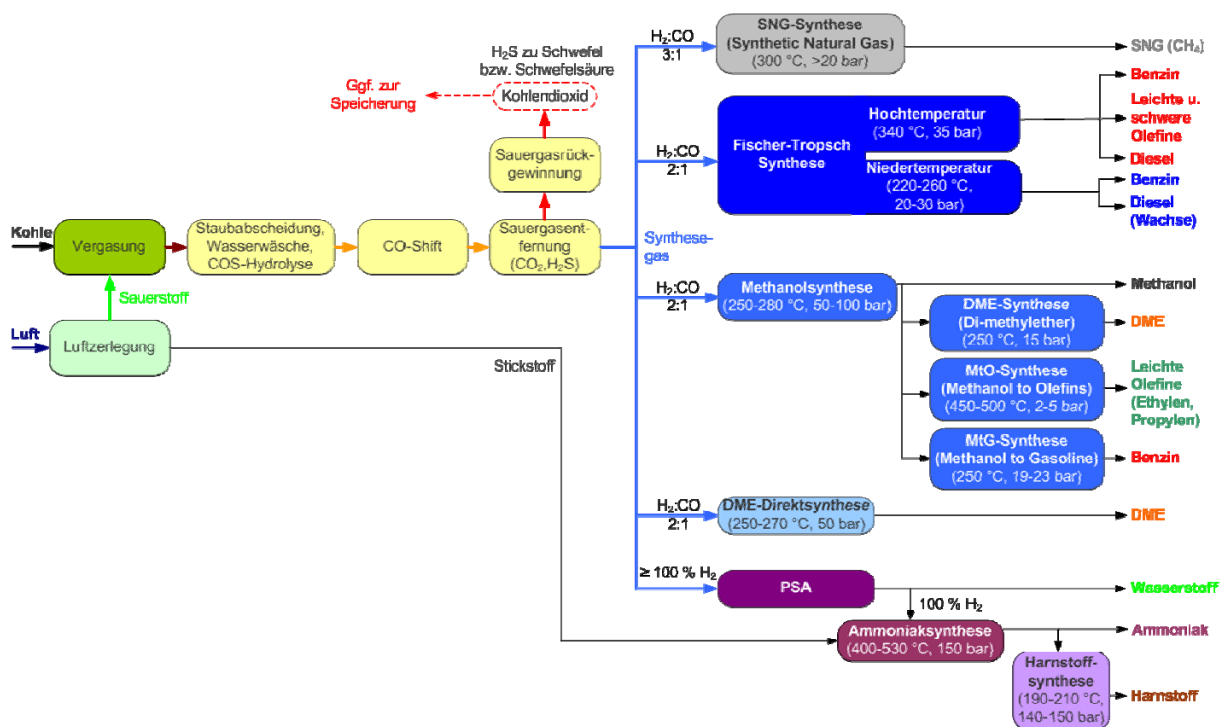 H₂S zu Schwefel
bzw. Schwefelsäure
Ggf. zur
Speicherung
Kohlendioxid
Sauergasrück-
gewinnung
Kohle
Vergasung
Staubabscheidung,
Wasserwäsche,
COS-Hydrolyse
CO-Shift
Sauergasent-
fernung
(CO₂,H₂S)
Synthese-
gas
Sauerstoff
Luft
Luftzerlegung
Stickstoff
H₂:CO
3:1
SNG-Synthese
(Synthetic Natural Gas)
(300 °C, >20 bar)
SNG (CH₄)
H₂:CO
2:1
Fischer-Tropsch
Synthese
Hochtemperatur
(340 °C, 35 bar)
Benzin
Leichte u.
schwere
Olefine
Diesel
Niedertemperatur
(220-260 °C,
20-30 bar)
Benzin
Diesel
(Wachse)
H₂:CO
2:1
Methanolsynthese
(250-280 °C, 50-100 bar)
Methanol
DME-Synthese
(Di-methylether)
(250 °C, 15 bar)
DME
MtO-Synthese
(Methanol to Olefins)
(450-500 °C, 2-5 bar)
Leichte
Olefine
(Ethylen,
Propylen)
MtG-Synthese
(Methanol to Gasoline)
(250 °C, 19-23 bar)
Benzin
H₂:CO
2:1
DME-Direktsynthese
(250-270 °C, 50 bar)
DME
≥ 100 % H₂
PSA
Wasserstoff
100 % H₂
Ammoniaksynthese
(400-530 °C, 150 bar)
Ammoniak
Harnstoff-
synthese
(190-210 °C,
140-150 bar)
Harnstoff